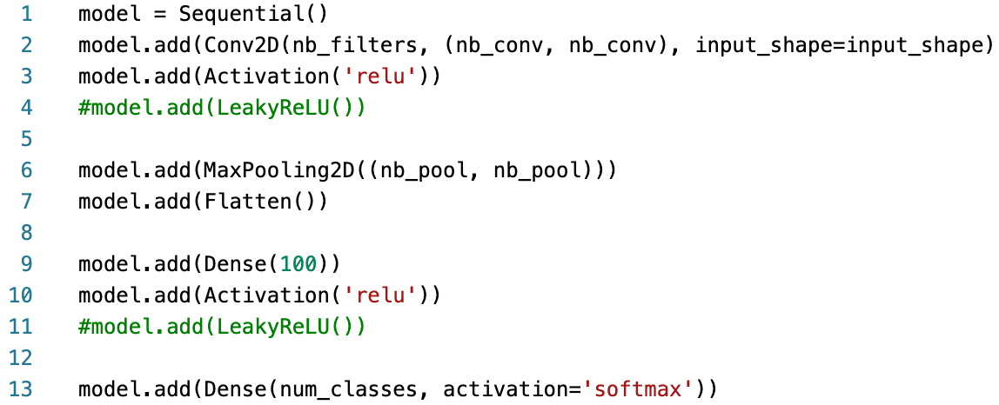 1 model = Sequential()
2 model.add(Conv2D(nb_filters, (nb_conv, nb_conv), input_shape=input_shape)
3 model.add(Activation('relu'))
4 #model.add(LeakyReLU())
5
6 model.add(MaxPooling2D((nb_pool, nb_pool)))
7 model.add(Flatten())
8
9 model.add(Dense(100))
10 model.add(Activation('relu'))
11 #model.add(LeakyReLU())
12
13 model.add(Dense(num_classes, activation='softmax'))